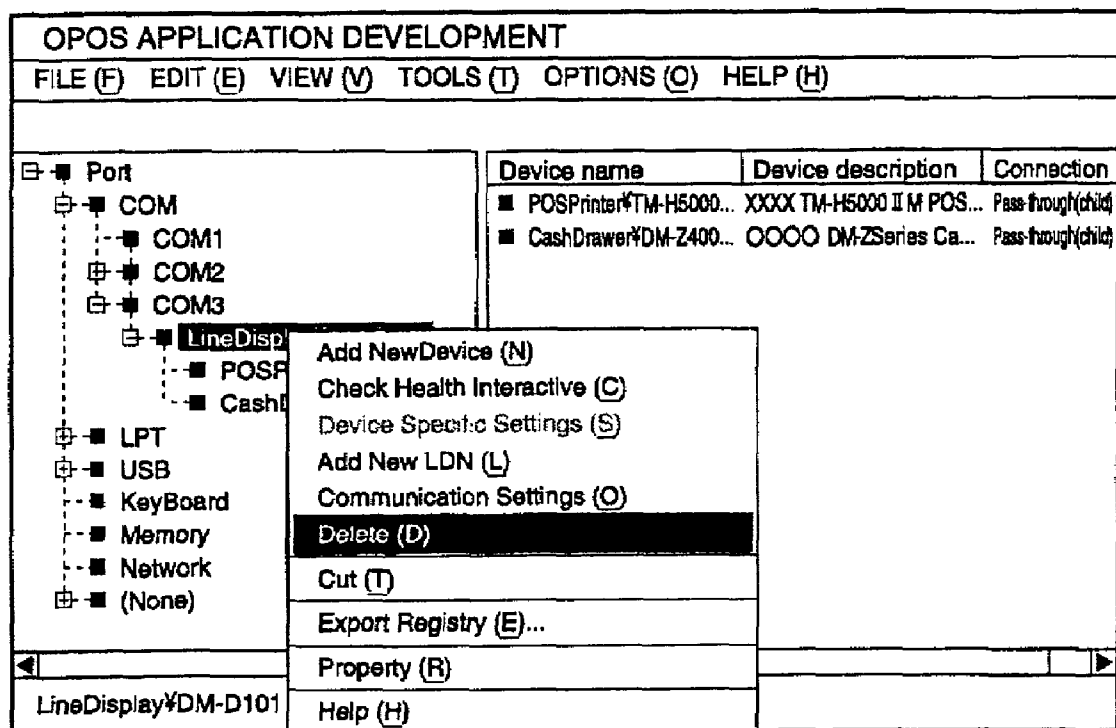 OPOS APPLICATION DEVELOPMENT
FILE (F) EDIT (E) VIEW (V) TOOLS (T) OPTIONS (O) HELP (H)
Port
COM
COM1
COM2
COM3
LineDispl
POSP
CashD
LPT
USB
KeyBoard
Memory
Network
(None)
Device name Device description Connection
POSPrinter¥TM-H5000... XXXX TM-H5000 II M POS... Pass-through(child)
CashDrawer¥DM-Z400... OOOO DM-ZSeries Ca... Pass-through(child)
Add NewDevice (N)
Check Health Interactive (C)
Device Specific Settings (S)
Add New LDN (L)
Communication Settings (O)
Delete (D)
Cut (T)
Export Registry (E)...
Property (R)
Help (H)
LineDisplay¥DM-D101